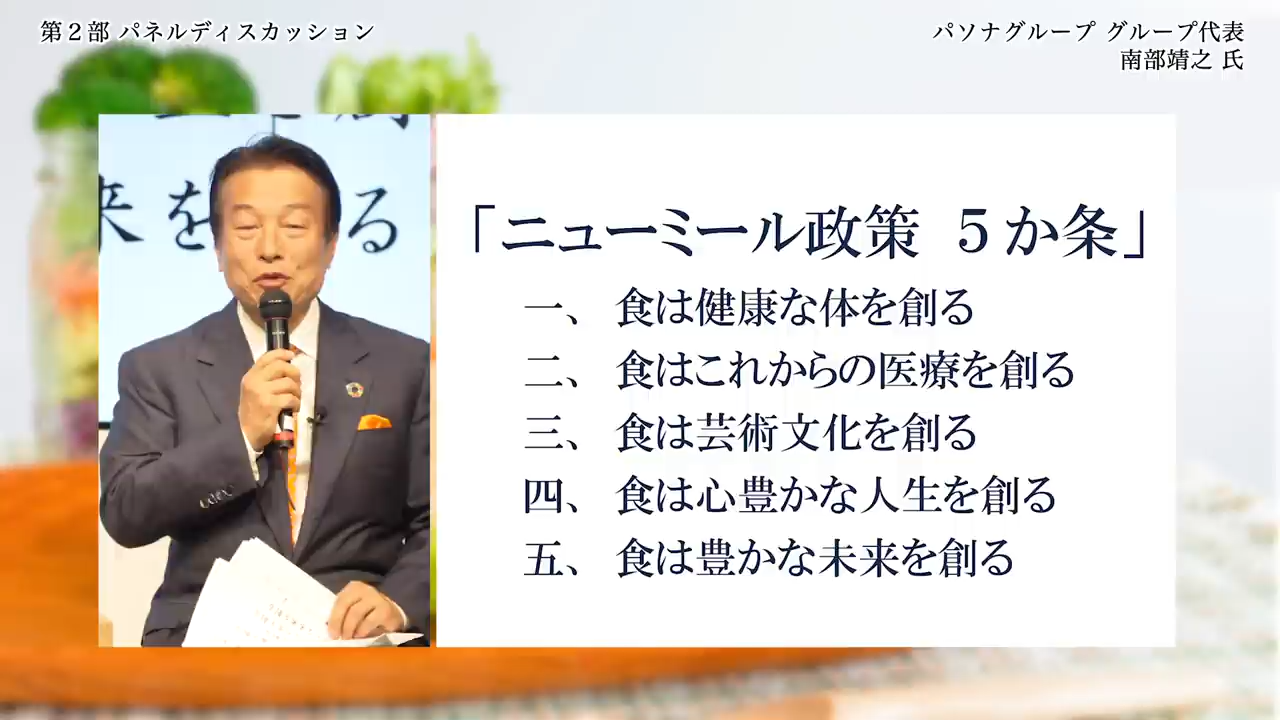 第２部 パネルディスカッション
パソナグループ グループ代表
南部靖之 氏
来を る
「ニューミール政策 ５か条」
一、 食は健康な体を創る
二、 食はこれからの医療を創る
三、 食は芸術文化を創る
四、 食は心豊かな人生を創る
五、 食は豊かな未来を創る